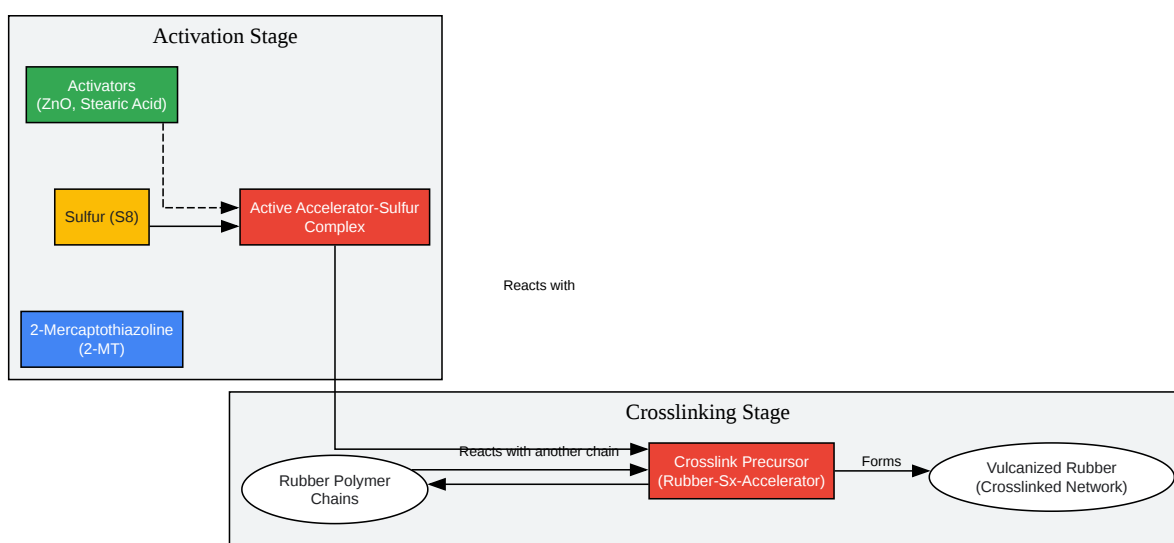 Activation Stage
Activators
(ZnO, Stearic Acid)
Sulfur (S8)
Active Accelerator-Sulfur
Complex
Reacts with
2-Mercaptothiazoline
(2-MT)
Crosslinking Stage
Reacts with another chain
Rubber Polymer
Chains
Crosslink Precursor
(Rubber-Sx-Accelerator)
Forms
Vulcanized Rubber
(Crosslinked Network)